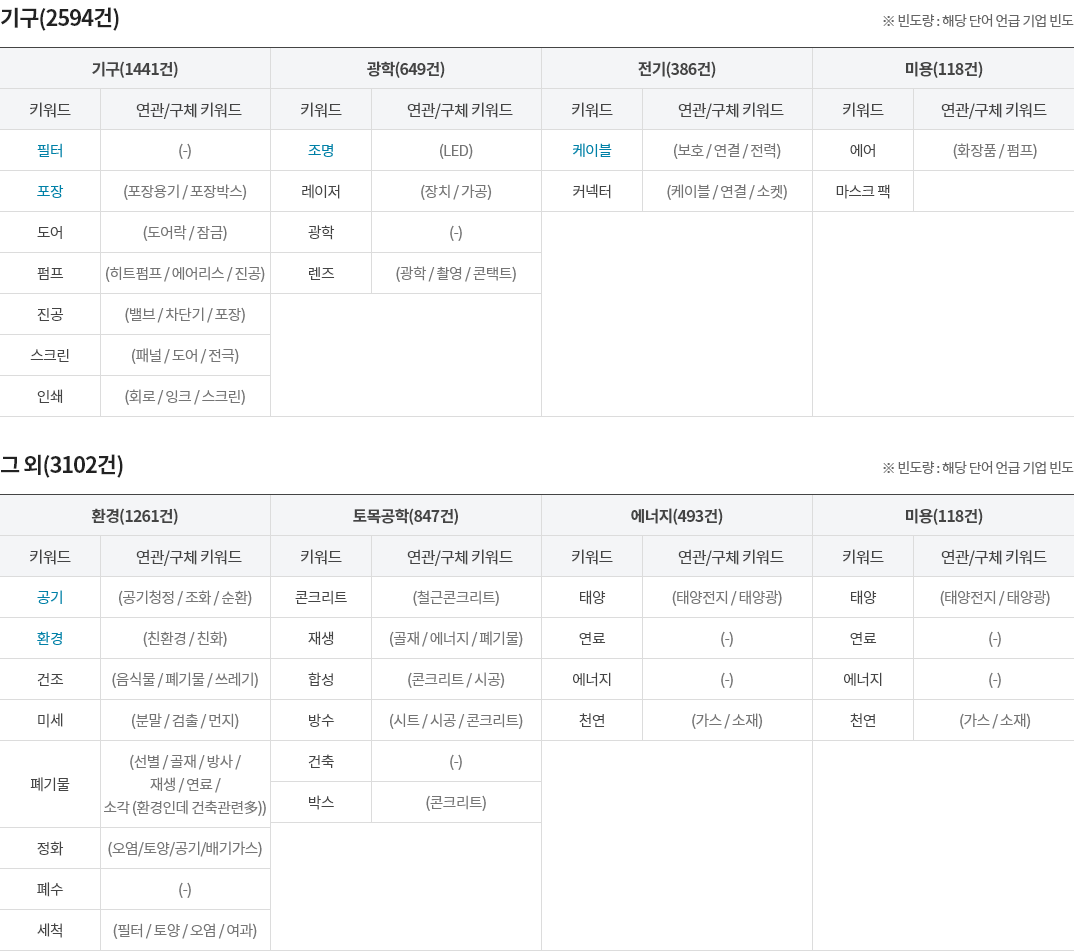 기구(2594건)
※ 빈도량 : 해당 단어 언급 기업 빈도
기구(1441건) 광학(649건) 전기(386건) 미용(118건)
키워드 연관/구체 키워드 키워드 연관/구체 키워드 키워드 연관/구체 키워드 키워드 연관/구체 키워드
필터 (-) 조명 (LED) 케이블 (보호 / 연결 / 전력) 에어 (화장품 / 펌프)
포장 (포장용기 / 포장박스) 레이저 (장치 / 가공) 커넥터 (케이블 / 연결 / 소켓) 마스크 팩
도어 (도어락 / 잠금) 광학 (-)
펌프 (히트펌프 / 에어리스 / 진공) 렌즈 (광학 / 촬영 / 콘택트)
진공 (밸브 / 차단기 / 포장)
스크린 (패널 / 도어 / 전극)
인쇄 (회로 / 잉크 / 스크린)
그 외(3102건)
※ 빈도량 : 해당 단어 언급 기업 빈도
환경(1261건) 토목공학(847건) 에너지(493건) 미용(118건)
키워드 연관/구체 키워드 키워드 연관/구체 키워드 키워드 연관/구체 키워드 키워드 연관/구체 키워드
공기 (공기청정 / 조화 / 순환) 콘크리트 (철근콘크리트) 태양 (태양전지 / 태양광) 태양 (태양전지 / 태양광)
환경 (친환경 / 친화) 재생 (골재 / 에너지 / 폐기물) 연료 (-) 연료 (-)
건조 (음식물 / 폐기물 / 쓰레기) 합성 (콘크리트 / 시공) 에너지 (-) 에너지 (-)
미세 (분말 / 검출 / 먼지) 방수 (시트 / 시공 / 콘크리트) 천연 (가스 / 소재) 천연 (가스 / 소재)
폐기물 (선별 / 골재 / 방사 /
재생 / 연료 /
소각 (환경인데 건축관련多))
건축 (-)
박스 (콘크리트)
정화 (오염/토양/공기/배기가스)
폐수 (-)
세척 (필터 / 토양 / 오염 / 여과)